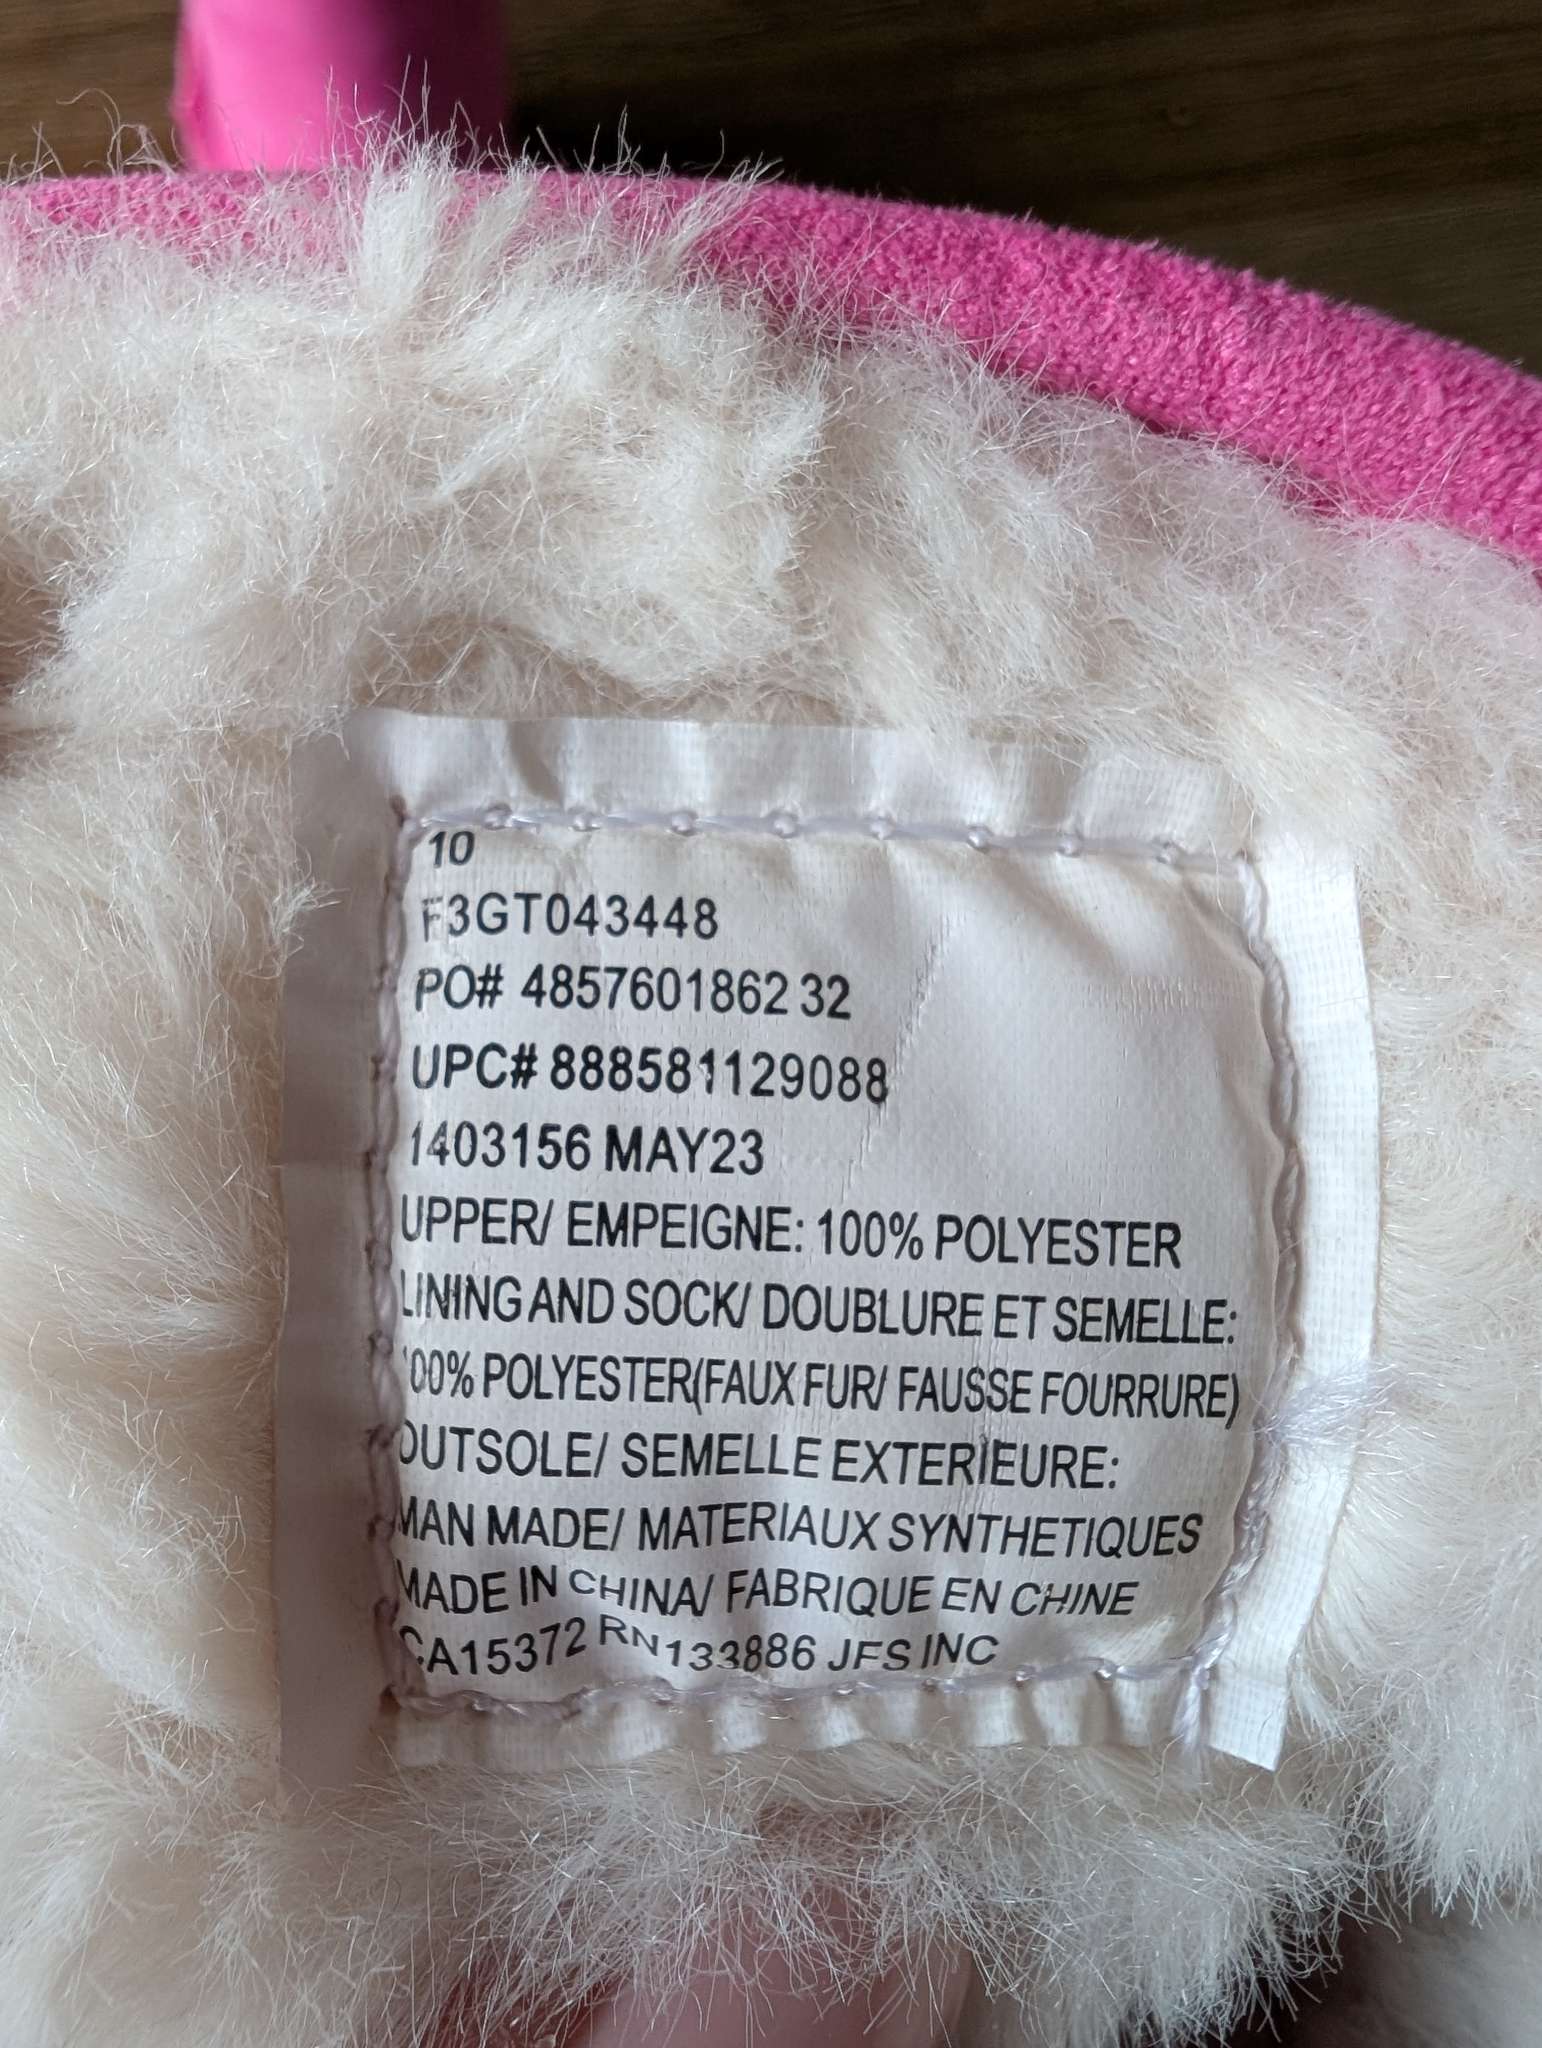 10
F3GT043448
PO# 4857601862 32
UPC# 888581129088
1403156 MAY23
UPPER/ EMPEIGNE: 100% POLYESTER
LINING AND SOCK/ DOUBLURE ET SEMELLE:
100% POLYESTER(FAUX FUR/ FAUSSE FOURRURE)
OUTSOLE/ SEMELLE EXTERIEURE:
MAN MADE/ MATERIAUX SYNTHETIQUES
MADE IN CHINA/ FABRIQUE EN CHINE
CA15372 RN133886 JFS INC